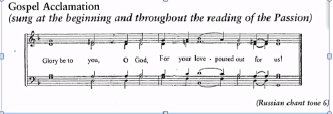 Gospel Acclamation
(sung at the beginning and throughout the reading of the Passion)
Glory be to you, O God, For your love - poured out for us!
(Russian chant tone 6)